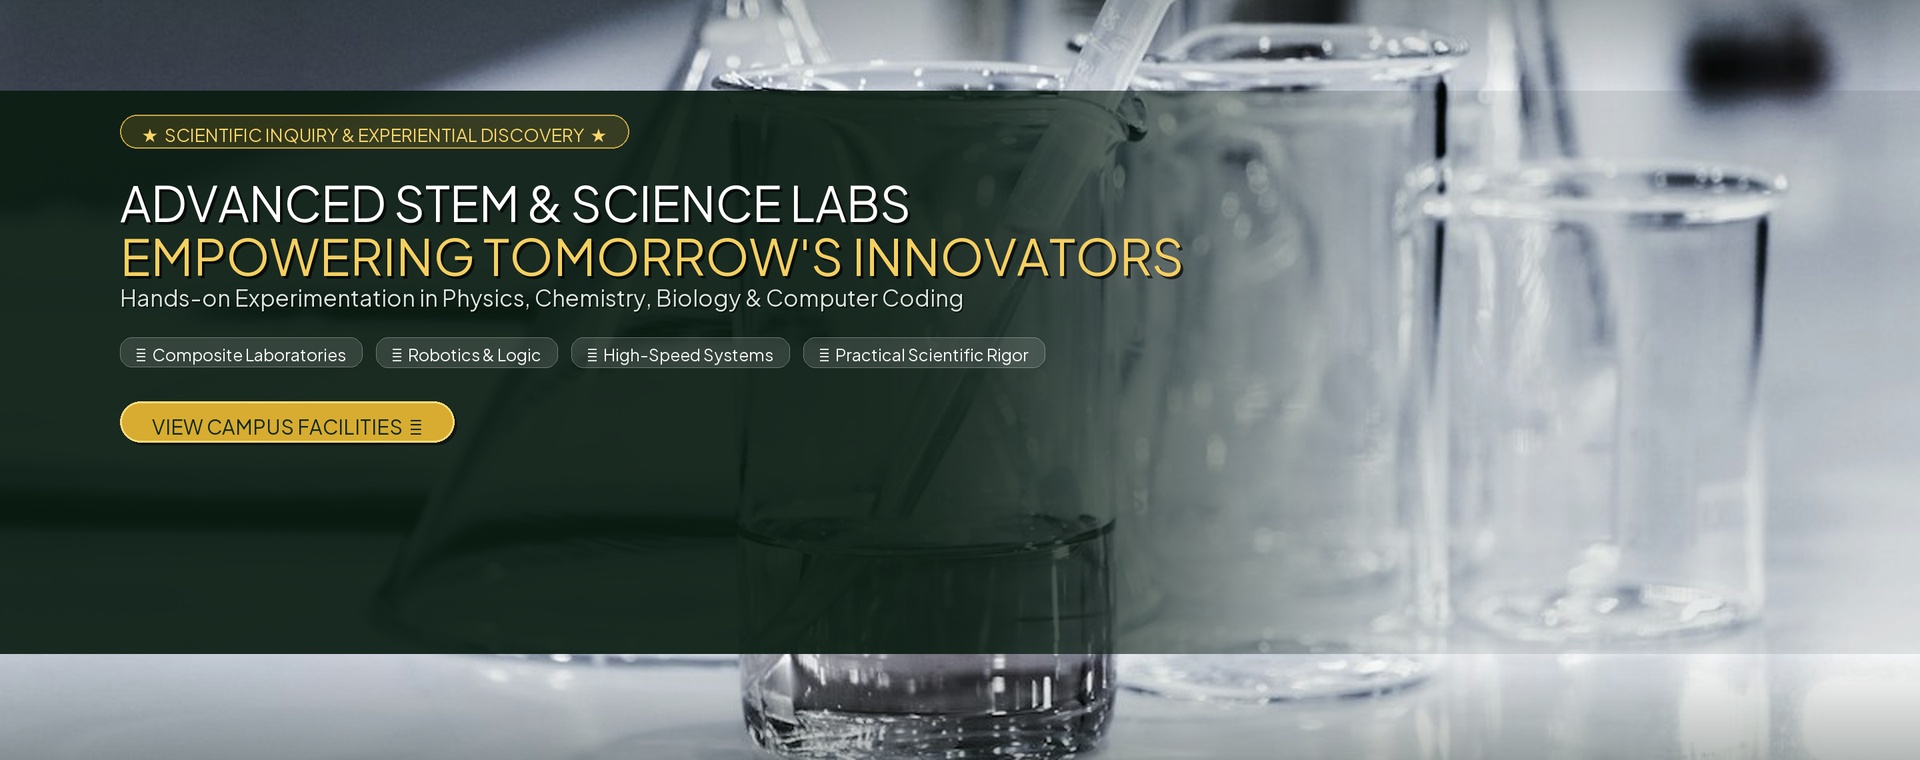 ★ SCIENTIFIC INQUIRY & EXPERIENTIAL DISCOVERY ★
ADVANCED STEM & SCIENCE LABS
EMPOWERING TOMORROW'S INNOVATORS
Hands-on Experimentation in Physics, Chemistry, Biology & Computer Coding
Composite Laboratories
Robotics & Logic
High-Speed Systems
Practical Scientific Rigor
VIEW CAMPUS FACILITIES